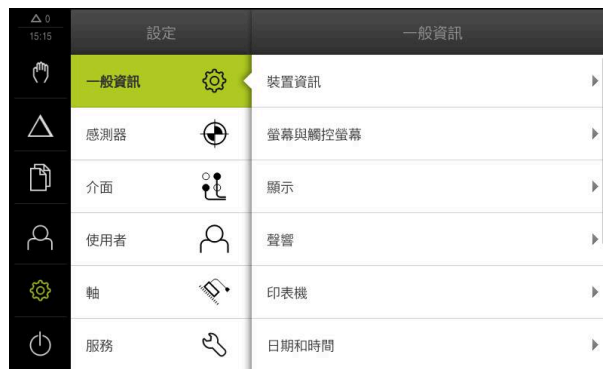 0
15:15
設定
一般資訊
一般資訊
感測器
介面
使用者
軸
服務
裝置資訊
螢幕與觸控螢幕
顯示
聲響
印表機
日期和時間